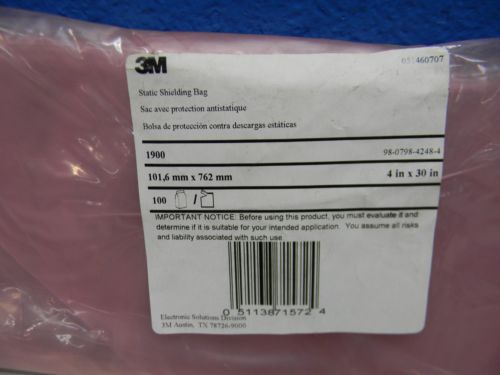 3M
051460707
Static Shielding Bag
Sac avec protection antistatique
Bolsa de protección contra descargas estáticas
1900 98-0798-4248-4
101,6 mm x 762 mm 4 in x 30 in
100 /
IMPORTANT NOTICE: Before using this product, you must evaluate it and
determine if it is suitable for your intended application. You assume all risks
and liability associated with such use.
0 5113871572 4
Electronic Solutions Division
3M Austin, TX 78726-9000